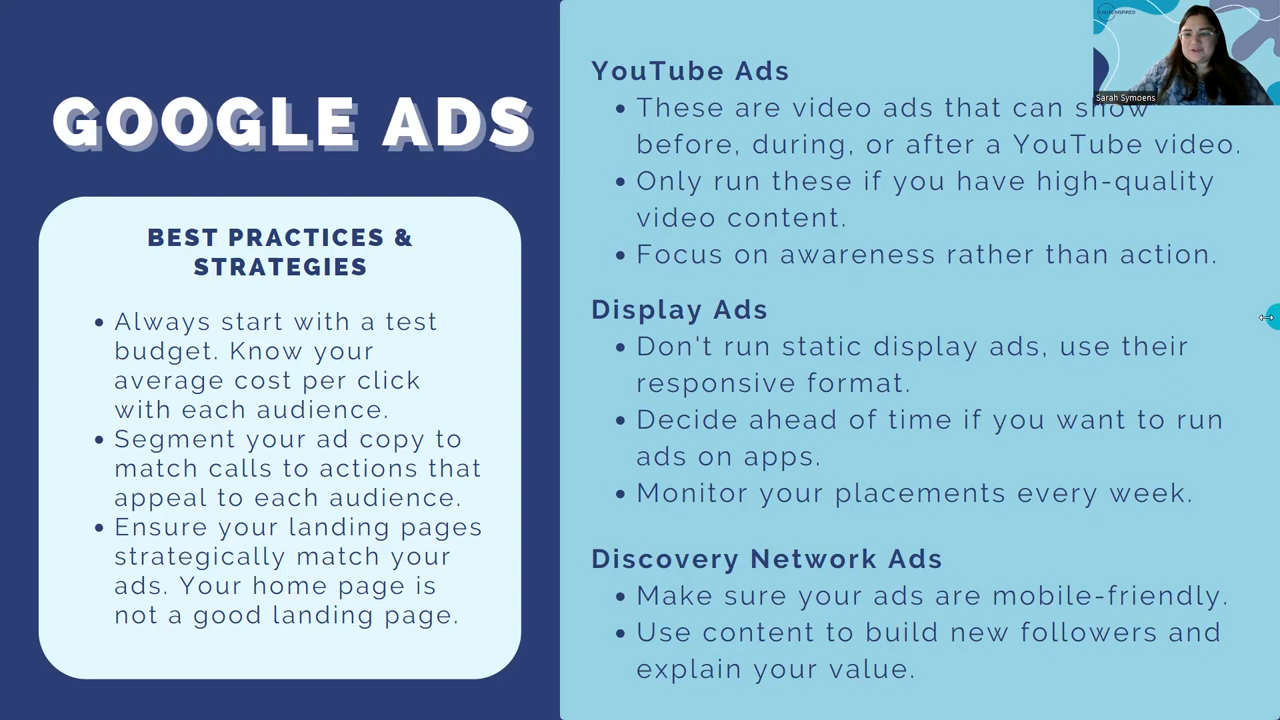 GOOGLE ADS
BEST PRACTICES &
STRATEGIES
Always start with a test
budget. Know your
average cost per click
with each audience.
Segment your ad copy to
match calls to actions that
appeal to each audience.
Ensure your landing pages
strategically match your
ads. Your home page is
not a good landing page.
YouTube Ads
These are video ads that can show
before, during, or after a YouTube video.
Only run these if you have high-quality
video content.
Focus on awareness rather than action.
Display Ads
Don't run static display ads, use their
responsive format.
Decide ahead of time if you want to run
ads on apps.
Monitor your placements every week.
Discovery Network Ads
Make sure your ads are mobile-friendly.
Use content to build new followers and
explain your value.
Sarah Symoens